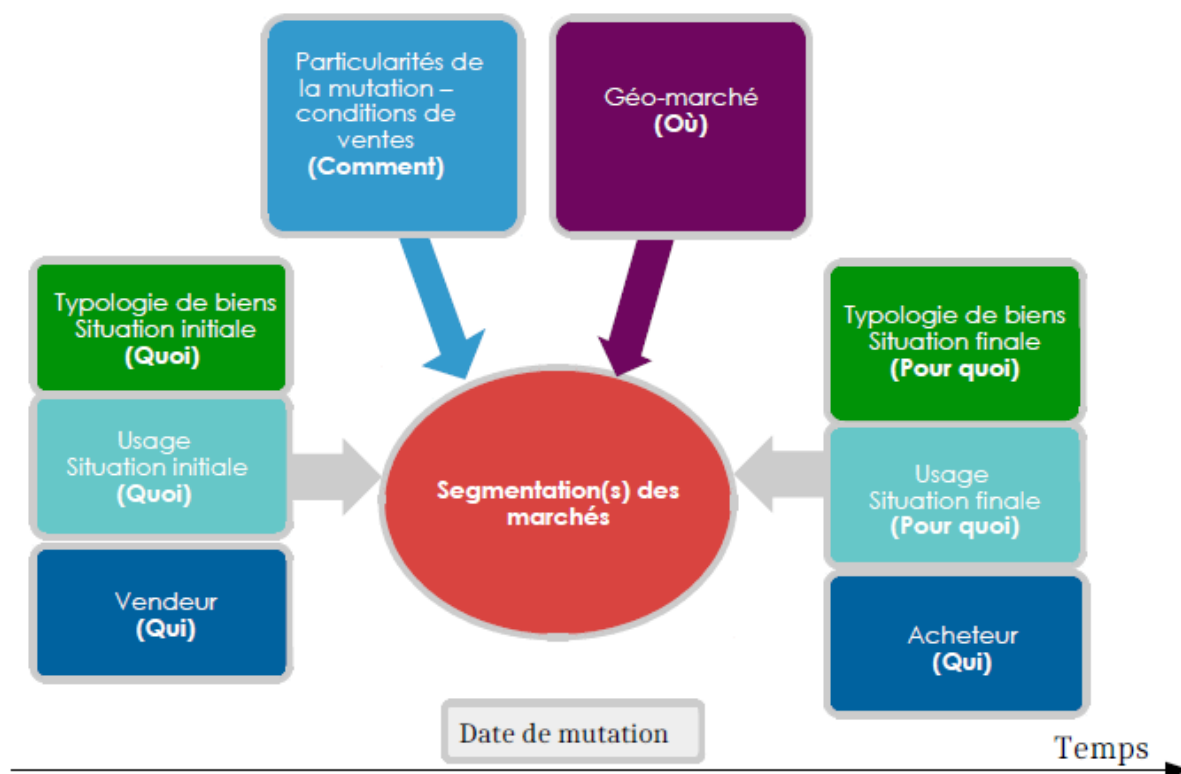 Particularités de
la mutation –
conditions de
ventes
(Comment)
Géo-marché
(Où)
Typologie de biens
Situation initiale
(Quoi)
Usage
Situation initiale
(Quoi)
Vendeur
(Qui)
Segmentation(s) des
marchés
Typologie de biens
Situation finale
(Pour quoi)
Usage
Situation finale
(Pour quoi)
Acheteur
(Qui)
Date de mutation
Temps